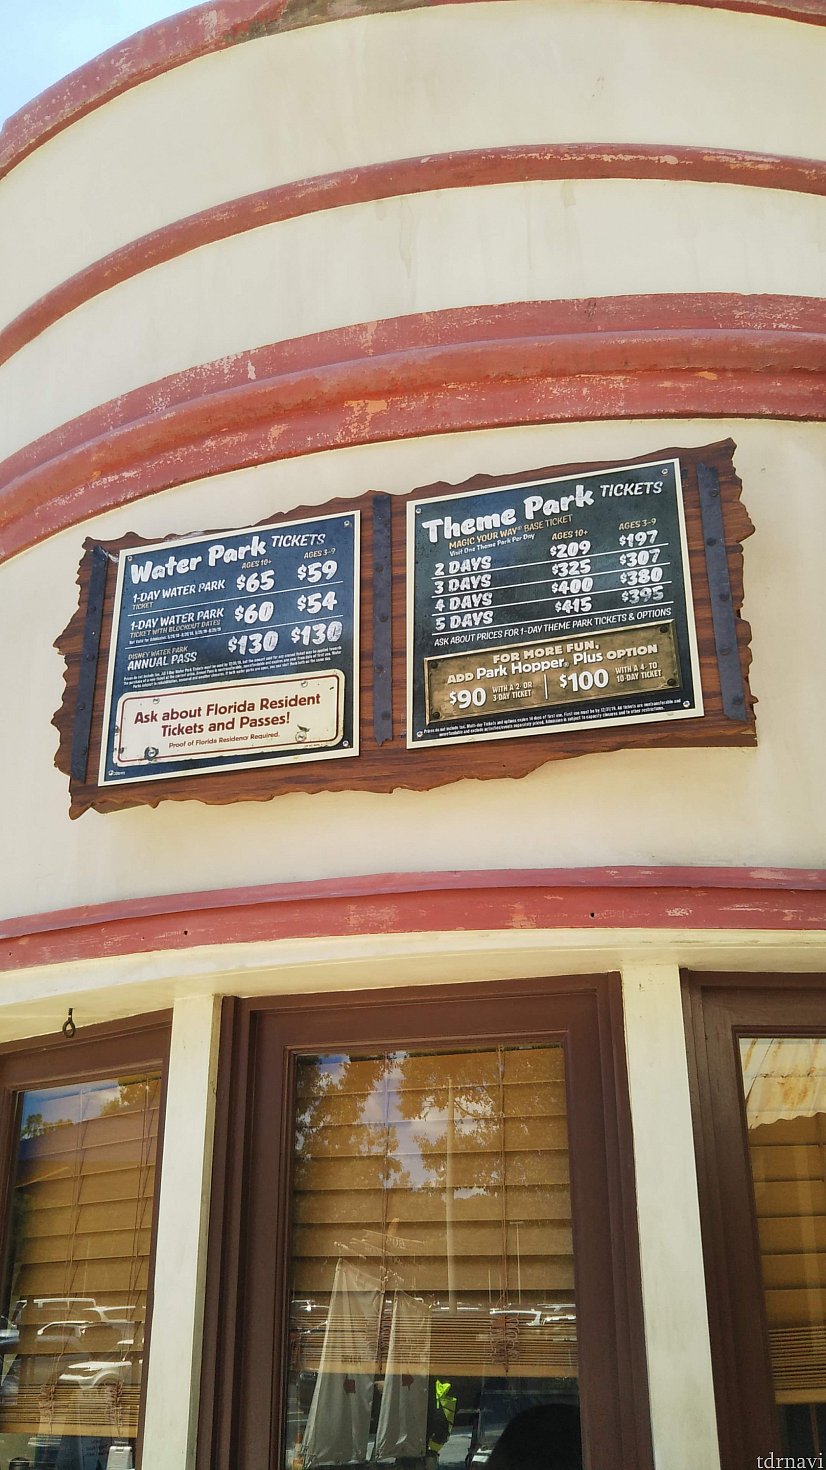 Water Park TICKETS
AGES 10+ AGES 3-9
1-DAY WATER PARK TICKET $65 $59
1-DAY WATER PARK TICKET WITH BLOCKOUT DATES $60 $54
DISNEY WATER PARK ANNUAL PASS $130 $130
Ask about Florida Resident
Tickets and Passes!
Proof of Florida Residency Required.
Theme Park TICKETS
MAGIC YOUR WAY® BASE TICKET
Visit One Theme Park Per Day
AGES 10+ AGES 3-9
2 DAYS $209 $197
3 DAYS $325 $307
4 DAYS $400 $380
5 DAYS $415 $395
ASK ABOUT PRICES FOR 1-DAY THEME PARK TICKETS & OPTIONS
FOR MORE FUN,
ADD Park Hopper® Plus OPTION
$90 WITH A 2- OR 3-DAY TICKET
$100 WITH A 4- TO 10-DAY TICKET
tdrnavi